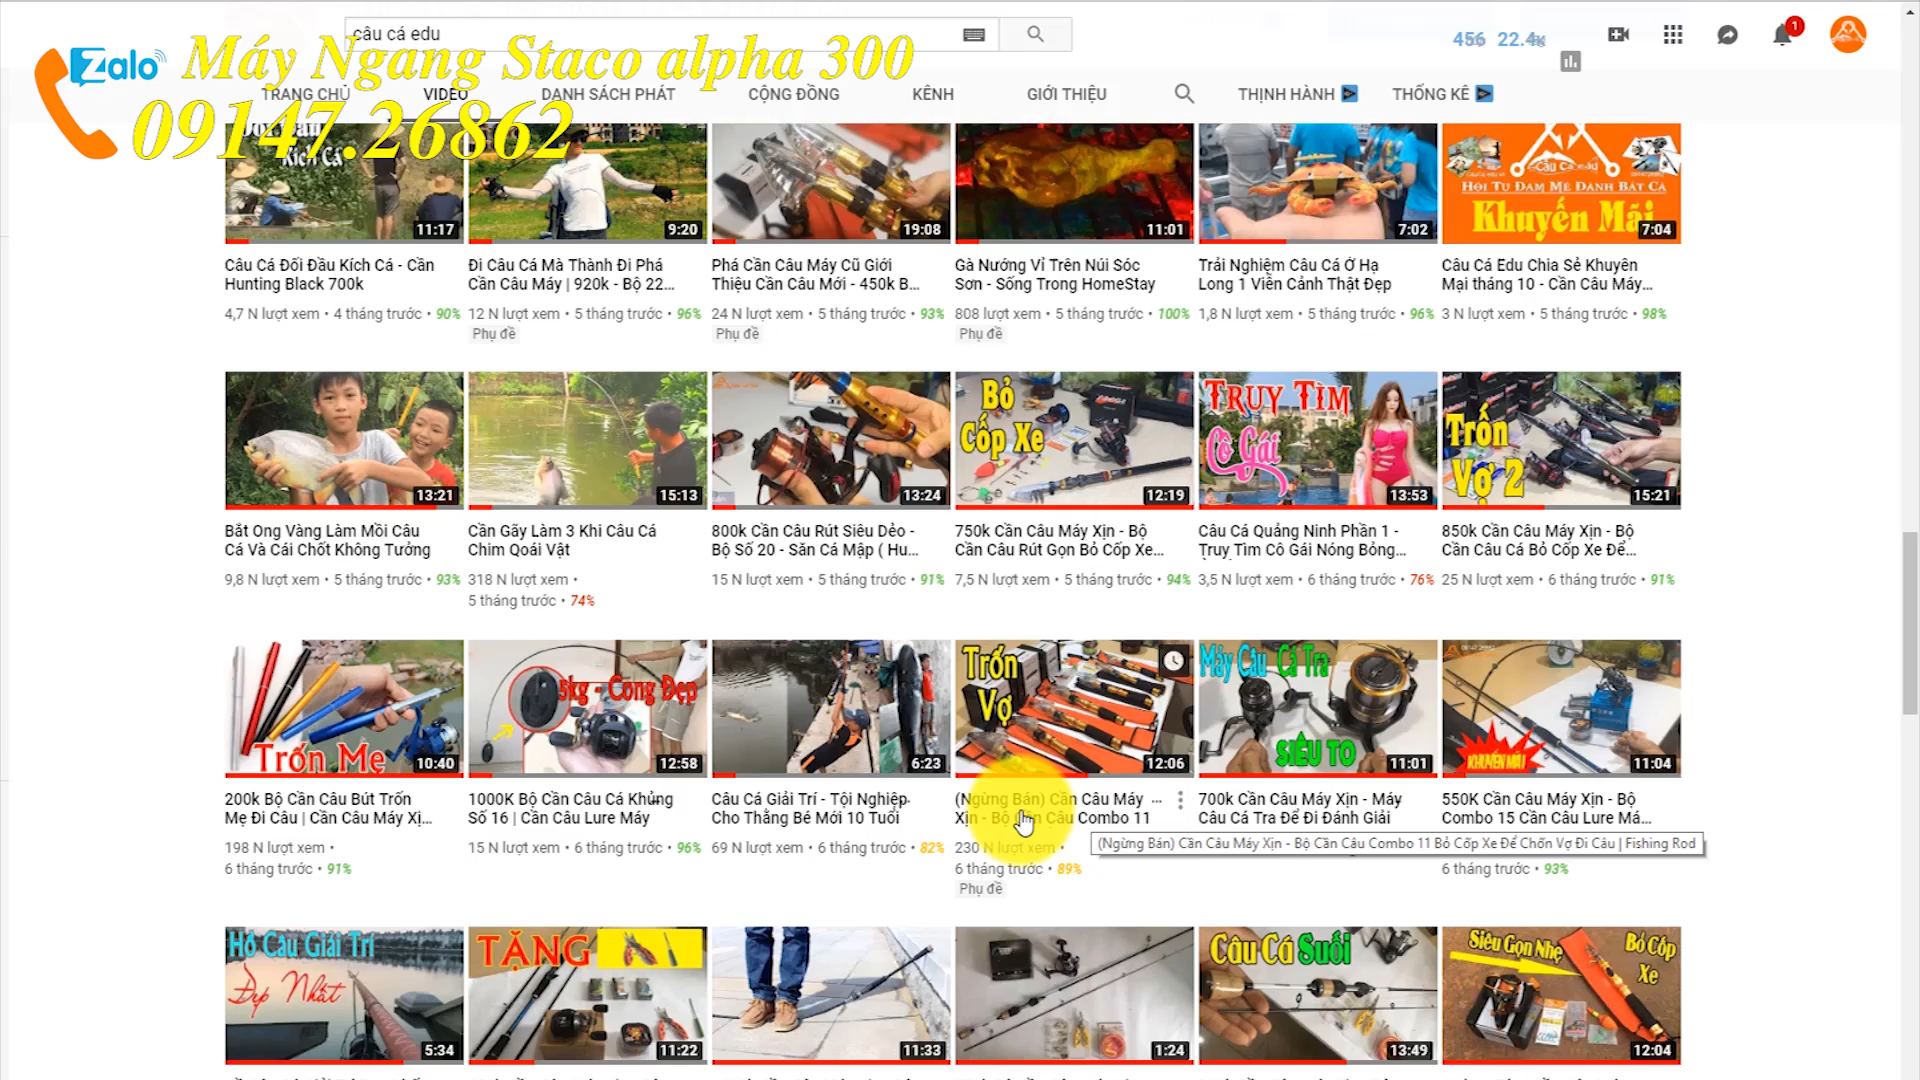 câu cá edu
456 22.4K
1
Zalo
Máy Ngang Staco alpha 300
09147.26862
TRANG CHỦ VIDEO DANH SÁCH PHÁT CỘNG ĐỒNG KÊNH GIỚI THIỆU THỊNH HÀNH THỐNG KÊ
Kích Cá
Câu Cá edu
HỘI TỤ ĐAM MÊ ĐÁNH BẮT CÁ
Khuyến Mãi
11:17 9:20 19:08 11:01 7:02 7:04
Câu Cá Đối Đầu Kích Cá - Cần
Hunting Black 700k
4,7 N lượt xem • 4 tháng trước • 90%
Đi Câu Cá Mà Thành Đi Phá
Cần Câu Máy | 920k - Bộ 22...
12 N lượt xem • 5 tháng trước • 96%
Phụ đề
Phá Cần Câu Máy Cũ Giới
Thiệu Cần Câu Mới - 450k B...
24 N lượt xem • 5 tháng trước • 93%
Phụ đề
Gà Nướng Vỉ Trên Núi Sóc
Sơn - Sống Trong HomeStay
808 lượt xem • 5 tháng trước • 100%
Phụ đề
Trải Nghiệm Câu Cá Ở Hạ
Long 1 Viễn Cảnh Thật Đẹp
1,8 N lượt xem • 5 tháng trước • 96%
Câu Cá Edu Chia Sẻ Khuyên
Mại tháng 10 - Cần Câu Máy...
3 N lượt xem • 5 tháng trước • 98%
Bỏ
Cốp Xe
TRUY TÌM
Cô Gái
Trốn
Vợ 2
13:21 15:13 13:24 12:19 13:53 15:21
Bắt Ong Vàng Làm Mồi Câu
Cá Và Cái Chốt Không Tưởng
9,8 N lượt xem • 5 tháng trước • 93%
Cần Gãy Làm 3 Khi Câu Cá
Chim Qoái Vật
318 N lượt xem •
5 tháng trước • 74%
800k Cần Câu Rút Siêu Dẻo -
Bộ Số 20 - Săn Cá Mập ( Hu...
15 N lượt xem • 5 tháng trước • 91%
750k Cần Câu Máy Xịn - Bộ
Cần Câu Rút Gọn Bỏ Cốp Xe...
7,5 N lượt xem • 5 tháng trước • 94%
Câu Cá Quảng Ninh Phần 1 -
Truy Tìm Cô Gái Nóng Bỏng...
3,5 N lượt xem • 6 tháng trước • 76%
850k Cần Câu Máy Xịn - Bộ
Cần Câu Cá Bỏ Cốp Xe Để...
25 N lượt xem • 6 tháng trước • 91%
Trốn Mẹ
5kg - Cong Đẹp
Trốn
Vợ
Máy Câu Cá Tra
SIÊU TO
KHUYẾN MÃI
10:40 12:58 6:23 12:06 11:01 11:04
200k Bộ Cần Câu Bút Trốn
Mẹ Đi Câu | Cần Câu Máy Xị...
198 N lượt xem •
6 tháng trước • 91%
1000K Bộ Cần Câu Cá Khủng
Số 16 | Cần Câu Lure Máy
15 N lượt xem • 6 tháng trước • 96%
Câu Cá Giải Trí - Tội Nghiệp
Cho Thằng Bé Mới 10 Tuổi
69 N lượt xem • 6 tháng trước • 82%
(Ngừng Bán) Cần Câu Máy ...
Xịn - Bộ Cần Câu Combo 11
230 N lượt xem •
6 tháng trước • 89%
Phụ đề
700k Cần Câu Máy Xịn - Máy
Câu Cá Tra Để Đi Đánh Giải
550K Cần Câu Máy Xịn - Bộ
Combo 15 Cần Câu Lure Má...
6 tháng trước • 93%
(Ngừng Bán) Cần Câu Máy Xịn - Bộ Cần Câu Combo 11 Bỏ Cốp Xe Để Chốn Vợ Đi Câu | Fishing Rod
Hồ Câu Giải Trí
Đẹp Nhất
TẶNG
Câu Cá Suối
Siêu Gọn Nhẹ
Bỏ Cốp
Xe
5:34 11:22 11:33 1:24 13:49 12:04